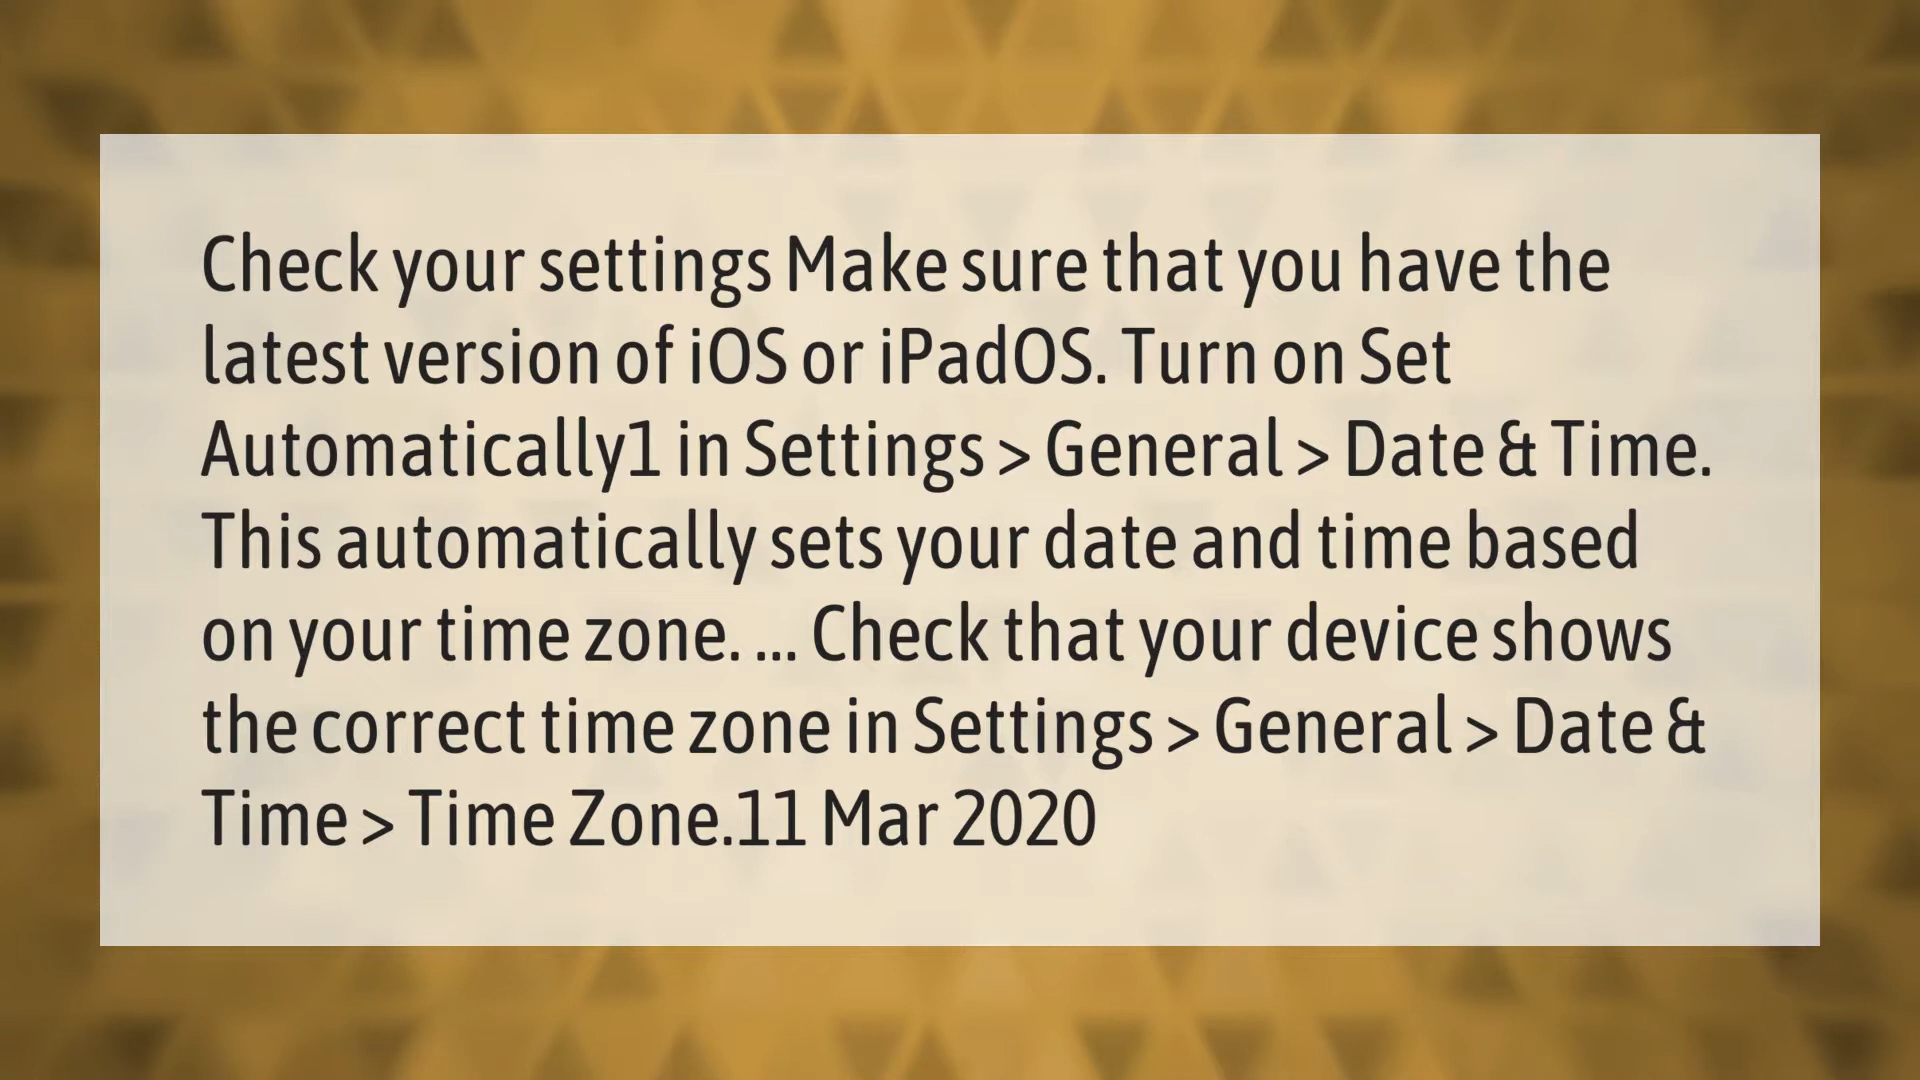 Check your settings Make sure that you have the
latest version of iOS or iPadOS. Turn on Set
Automatically1 in Settings > General > Date & Time.
This automatically sets your date and time based
on your time zone. ... Check that your device shows
the correct time zone in Settings > General > Date &
Time > Time Zone.11 Mar 2020